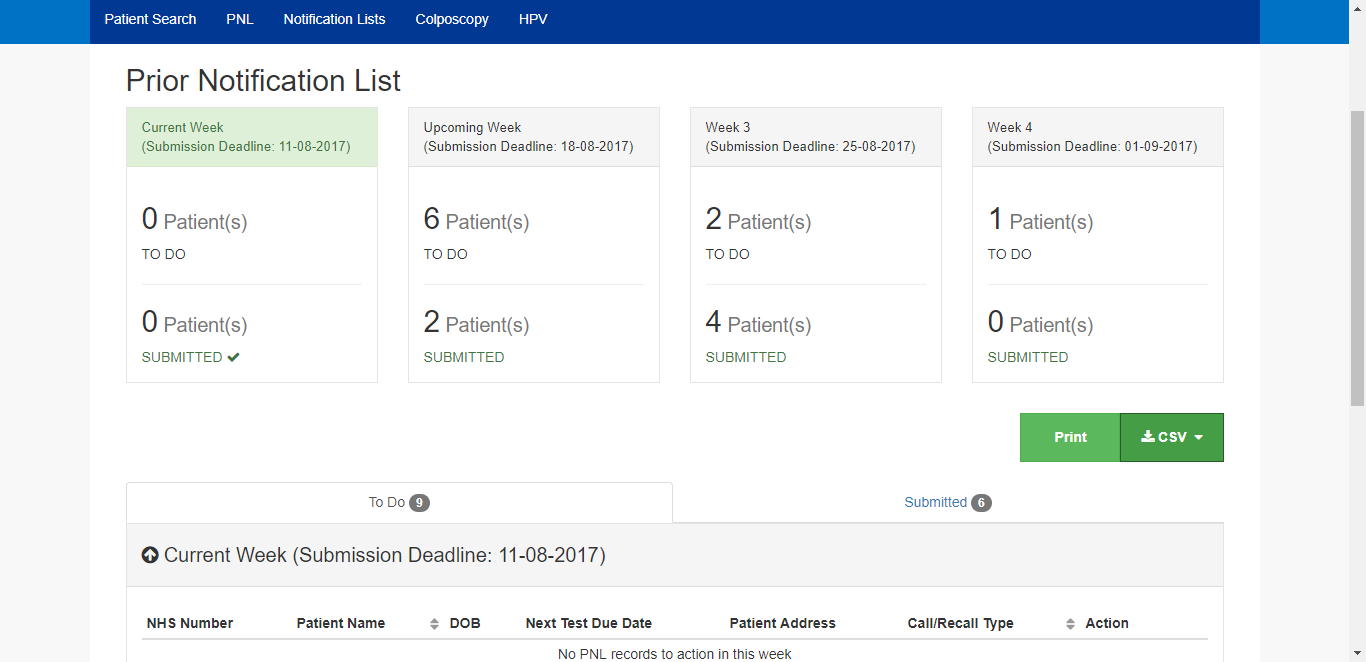 Patient Search PNL Notification Lists Colposcopy HPV
Prior Notification List
Current Week
(Submission Deadline: 11-08-2017)
0 Patient(s)
TO DO
0 Patient(s)
SUBMITTED
Upcoming Week
(Submission Deadline: 18-08-2017)
6 Patient(s)
TO DO
2 Patient(s)
SUBMITTED
Week 3
(Submission Deadline: 25-08-2017)
2 Patient(s)
TO DO
4 Patient(s)
SUBMITTED
Week 4
(Submission Deadline: 01-09-2017)
1 Patient(s)
TO DO
0 Patient(s)
SUBMITTED
Print CSV
To Do 9 Submitted 6
Current Week (Submission Deadline: 11-08-2017)
NHS Number Patient Name DOB Next Test Due Date Patient Address Call/Recall Type Action
No PNL records to action in this week